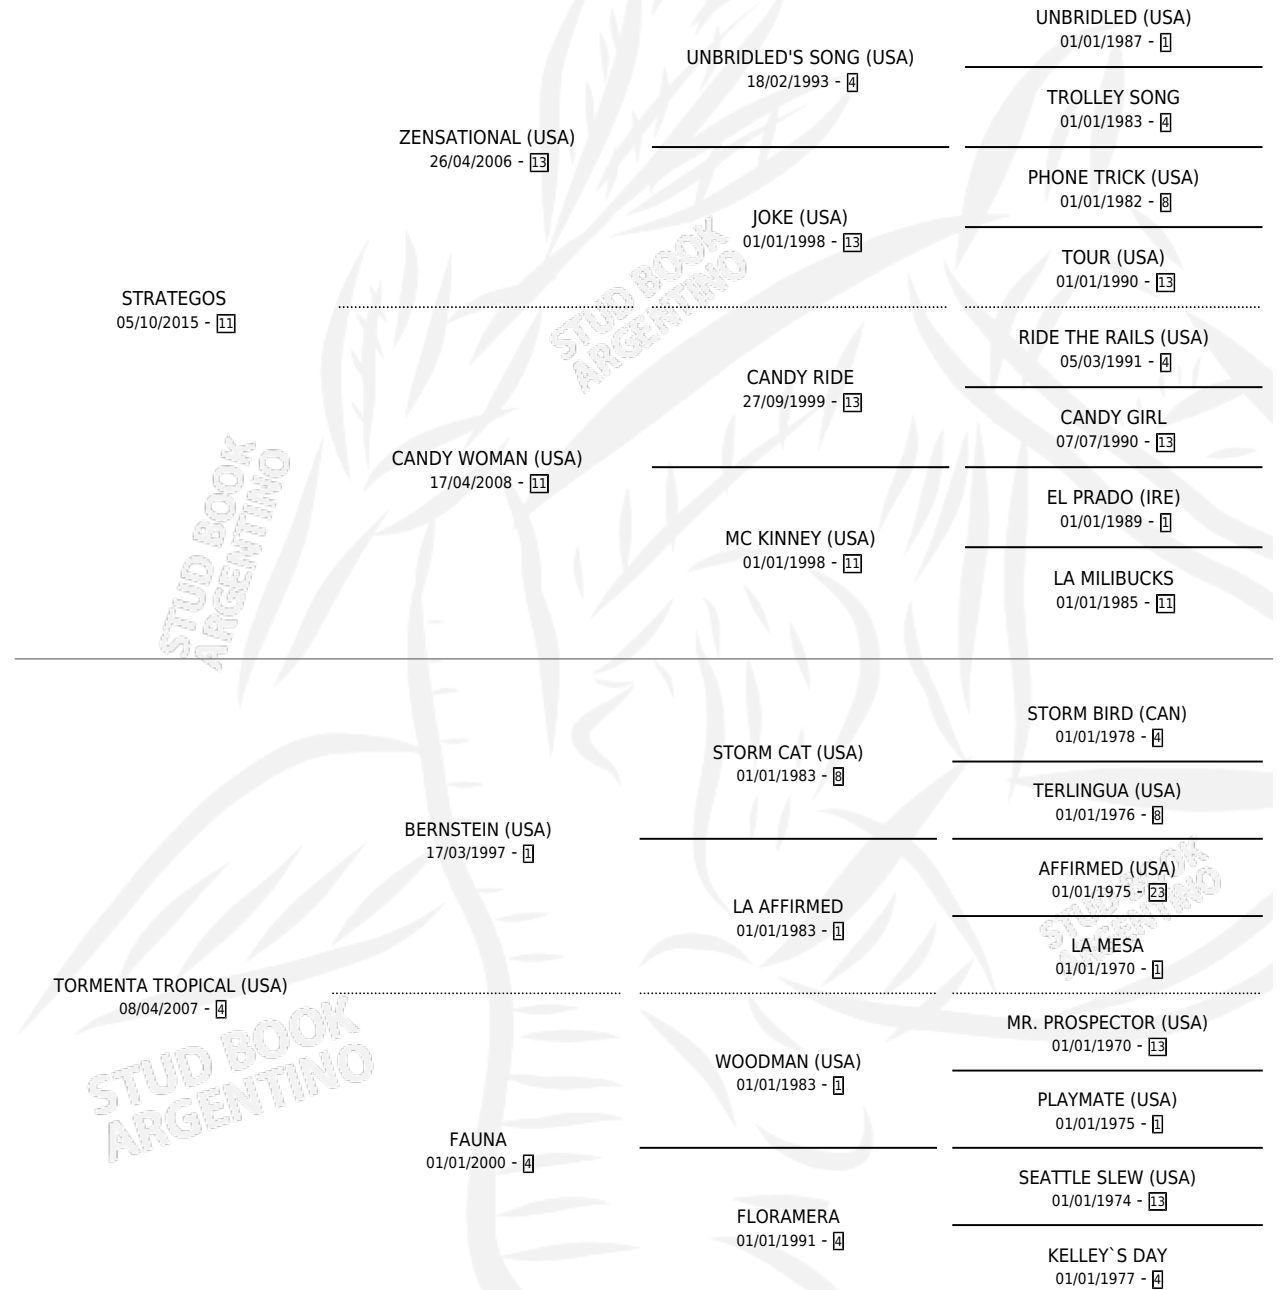 UNBRIDLED (USA)
01/01/1987 - 1
UNBRIDLED'S SONG (USA)
18/02/1993 - 4
TROLLEY SONG
01/01/1983 - 4
ZENSATIONAL (USA)
26/04/2006 - 13
PHONE TRICK (USA)
01/01/1982 - 8
JOKE (USA)
01/01/1998 - 13
TOUR (USA)
01/01/1990 - 13
STRATEGOS
05/10/2015 - 11
RIDE THE RAILS (USA)
05/03/1991 - 4
CANDY RIDE
27/09/1999 - 13
CANDY GIRL
07/07/1990 - 13
CANDY WOMAN (USA)
17/04/2008 - 11
EL PRADO (IRE)
01/01/1989 - 1
MC KINNEY (USA)
01/01/1998 - 11
LA MILIBUCKS
01/01/1985 - 11
STORM BIRD (CAN)
01/01/1978 - 4
STORM CAT (USA)
01/01/1983 - 8
TERLINGUA (USA)
01/01/1976 - 8
BERNSTEIN (USA)
17/03/1997 - 1
AFFIRMED (USA)
01/01/1975 - 23
LA AFFIRMED
01/01/1983 - 1
LA MESA
01/01/1970 - 1
TORMENTA TROPICAL (USA)
08/04/2007 - 4
MR. PROSPECTOR (USA)
01/01/1970 - 13
WOODMAN (USA)
01/01/1983 - 1
PLAYMATE (USA)
01/01/1975 - 1
FAUNA
01/01/2000 - 4
SEATTLE SLEW (USA)
01/01/1974 - 13
FLORAMERA
01/01/1991 - 4
KELLEY`S DAY
01/01/1977 - 4
STUD BOOK
ARGENTINO
STUD BOOK
ARGENTINO
STUD BOOK
ARGENTINO
STUD BOOK
ARGENTINO